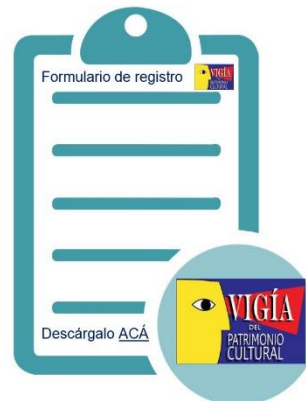 Formulario de registro
VIGÍA
VIGÍA
DEL
PATRIMONIO
CULTURAL
Descárgalo ACÁ